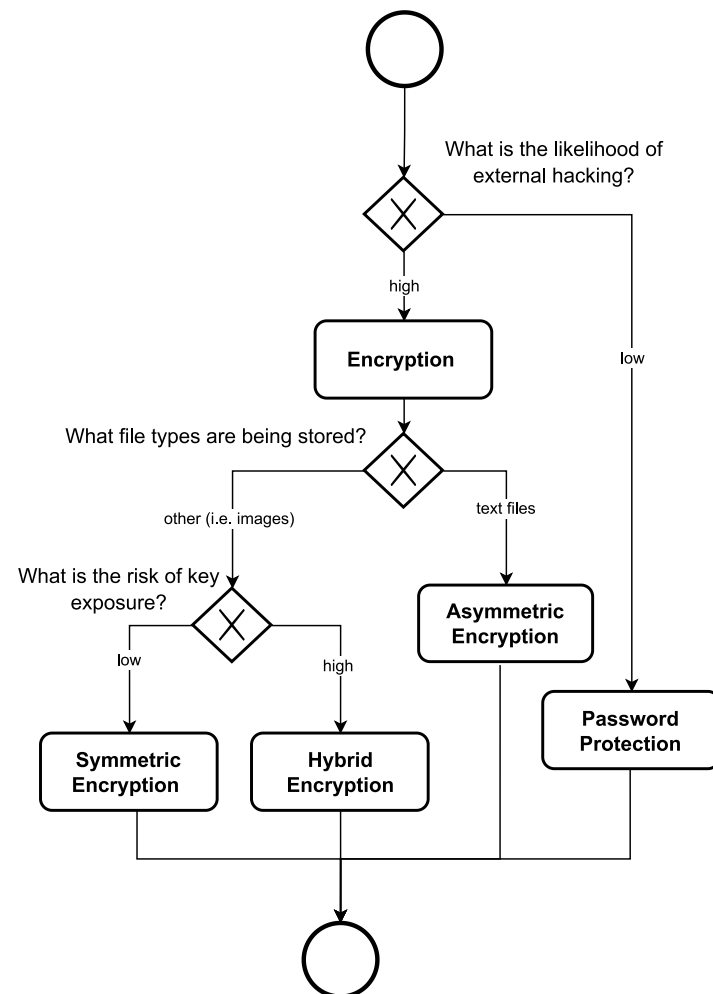 What is the likelihood of
external hacking?
high
Encryption
low
What file types are being stored?
other (i.e. images)
text files
What is the risk of key
exposure?
Asymmetric
Encryption
low
high
Password
Protection
Symmetric
Encryption
Hybrid
Encryption